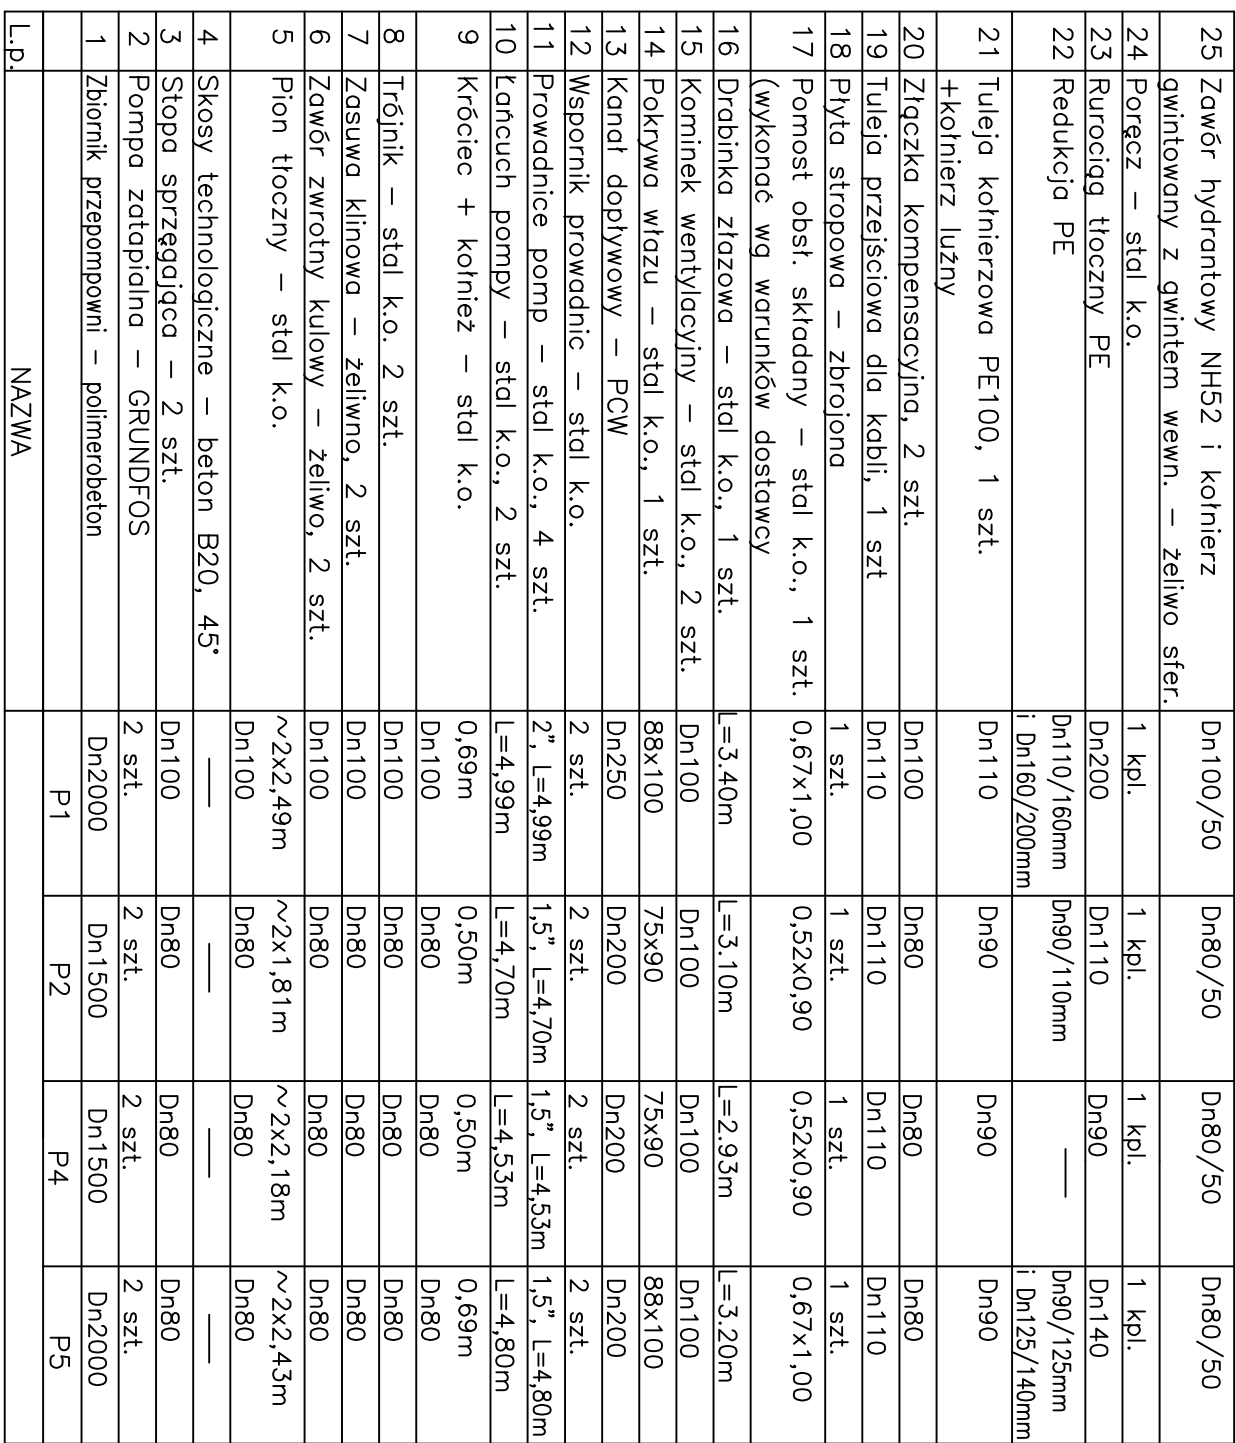 25 Zawór hydrantowy NH52 i kołnierz Dn100/50 Dn80/50 Dn80/50 Dn80/50
gwintowany z gwintem wewn. – żeliwo sfer.
24 Poręcz – stal k.o. 1 kpl. 1 kpl. 1 kpl. 1 kpl.
23 Rurociąg tłoczny PE Dn200 Dn110 Dn90 Dn140
22 Redukcja PE Dn110/160mm Dn90/110mm — Dn90/125mm
i Dn160/200mm i Dn125/140mm
21 Tuleja kołnierzowa PE100, 1 szt. Dn110 Dn90 Dn90 Dn90
+kołnierz luźny
20 Złączka kompensacyjna, 2 szt. Dn100 Dn80 Dn80 Dn80
19 Tuleja przejściowa dla kabli, 1 szt Dn110 Dn110 Dn110 Dn110
18 Płyta stropowa – zbrojona 1 szt. 1 szt. 1 szt. 1 szt.
17 Pomost obsł. składany – stal k.o., 1 szt. 0,67x1,00 0,52x0,90 0,52x0,90 0,67x1,00
(wykonać wg warunków dostawcy
16 Drabinka złazowa – stal k.o., 1 szt. L=3.40m L=3.10m L=2.93m L=3.20m
15 Kominek wentylacyjny – stal k.o., 2 szt. Dn100 Dn100 Dn100 Dn100
14 Pokrywa włazu – stal k.o., 1 szt. 88x100 75x90 75x90 88x100
13 Kanał dopływowy – PCW Dn250 Dn200 Dn200 Dn200
12 Wspornik prowadnic – stal k.o. 2 szt. 2 szt. 2 szt. 2 szt.
11 Prowadnice pomp – stal k.o., 4 szt. 2", L=4,99m 1,5", L=4,70m 1,5", L=4,53m 1,5", L=4,80m
10 Łańcuch pompy – stal k.o., 2 szt. L=4,99m L=4,70m L=4,53m L=4,80m
9 Króciec + kołnież – stal k.o. 0,69m 0,50m 0,50m 0,69m
Dn100 Dn80 Dn80 Dn80
8 Trójnik – stal k.o. 2 szt. Dn100 Dn80 Dn80 Dn80
7 Zasuwa klinowa – żeliwno, 2 szt. Dn100 Dn80 Dn80 Dn80
6 Zawór zwrotny kulowy – żeliwo, 2 szt. Dn100 Dn80 Dn80 Dn80
5 Pion tłoczny – stal k.o. ~2x2,49m ~2x1,81m ~2x2,18m ~2x2,43m
Dn100 Dn80 Dn80 Dn80
4 Skosy technologiczne – beton B20, 45° — — — —
3 Stopa sprzęgająca – 2 szt. Dn100 Dn80 Dn80 Dn80
2 Pompa zatapialna – GRUNDFOS 2 szt. 2 szt. 2 szt. 2 szt.
1 Zbiornik przepompowni – polimerobeton Dn2000 Dn1500 Dn1500 Dn2000
P1 P2 P4 P5
L.p. NAZWA